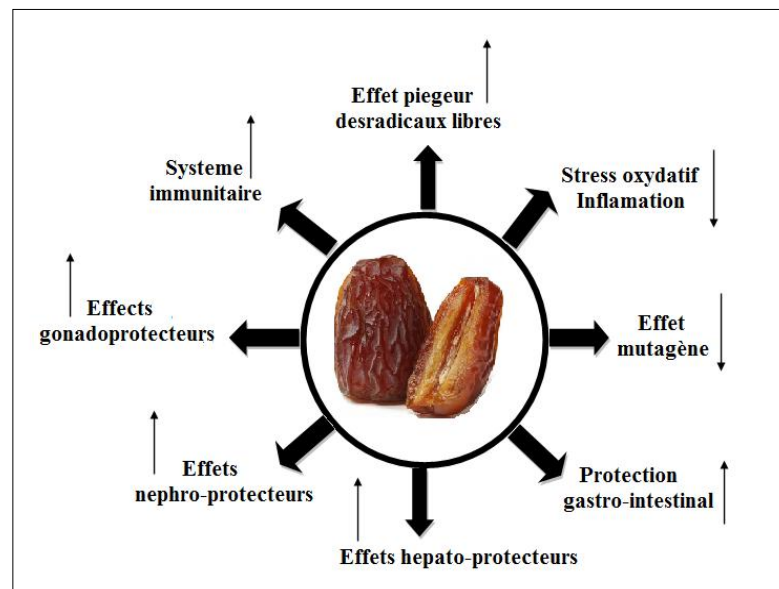 Effet piegeur
desradicaux libres
Systeme
immunitaire
Stress oxydatif
Inflamation
Effects
gonadoprotecteurs
Effet
mutagène
Effets
nephro-protecteurs
Protection
gastro-intestinal
Effets hepato-protecteurs